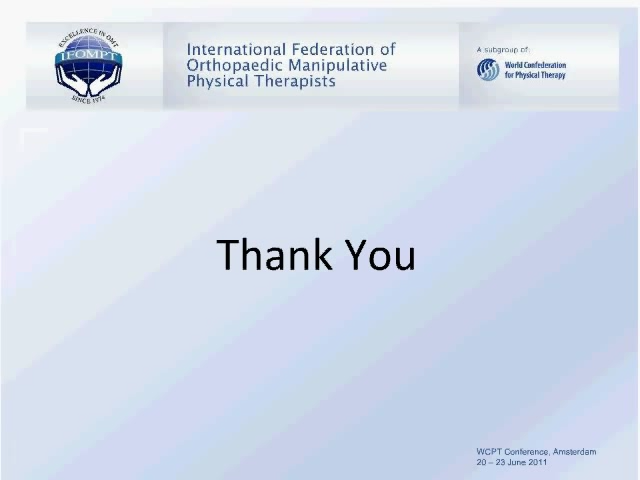 EXCELLENCE IN OMT
IFOMPT
SINCE 1974
International Federation of
Orthopaedic Manipulative
Physical Therapists
A subgroup of:
World Confederation
for Physical Therapy
Thank You
WCPT Conference, Amsterdam
20 – 23 June 2011